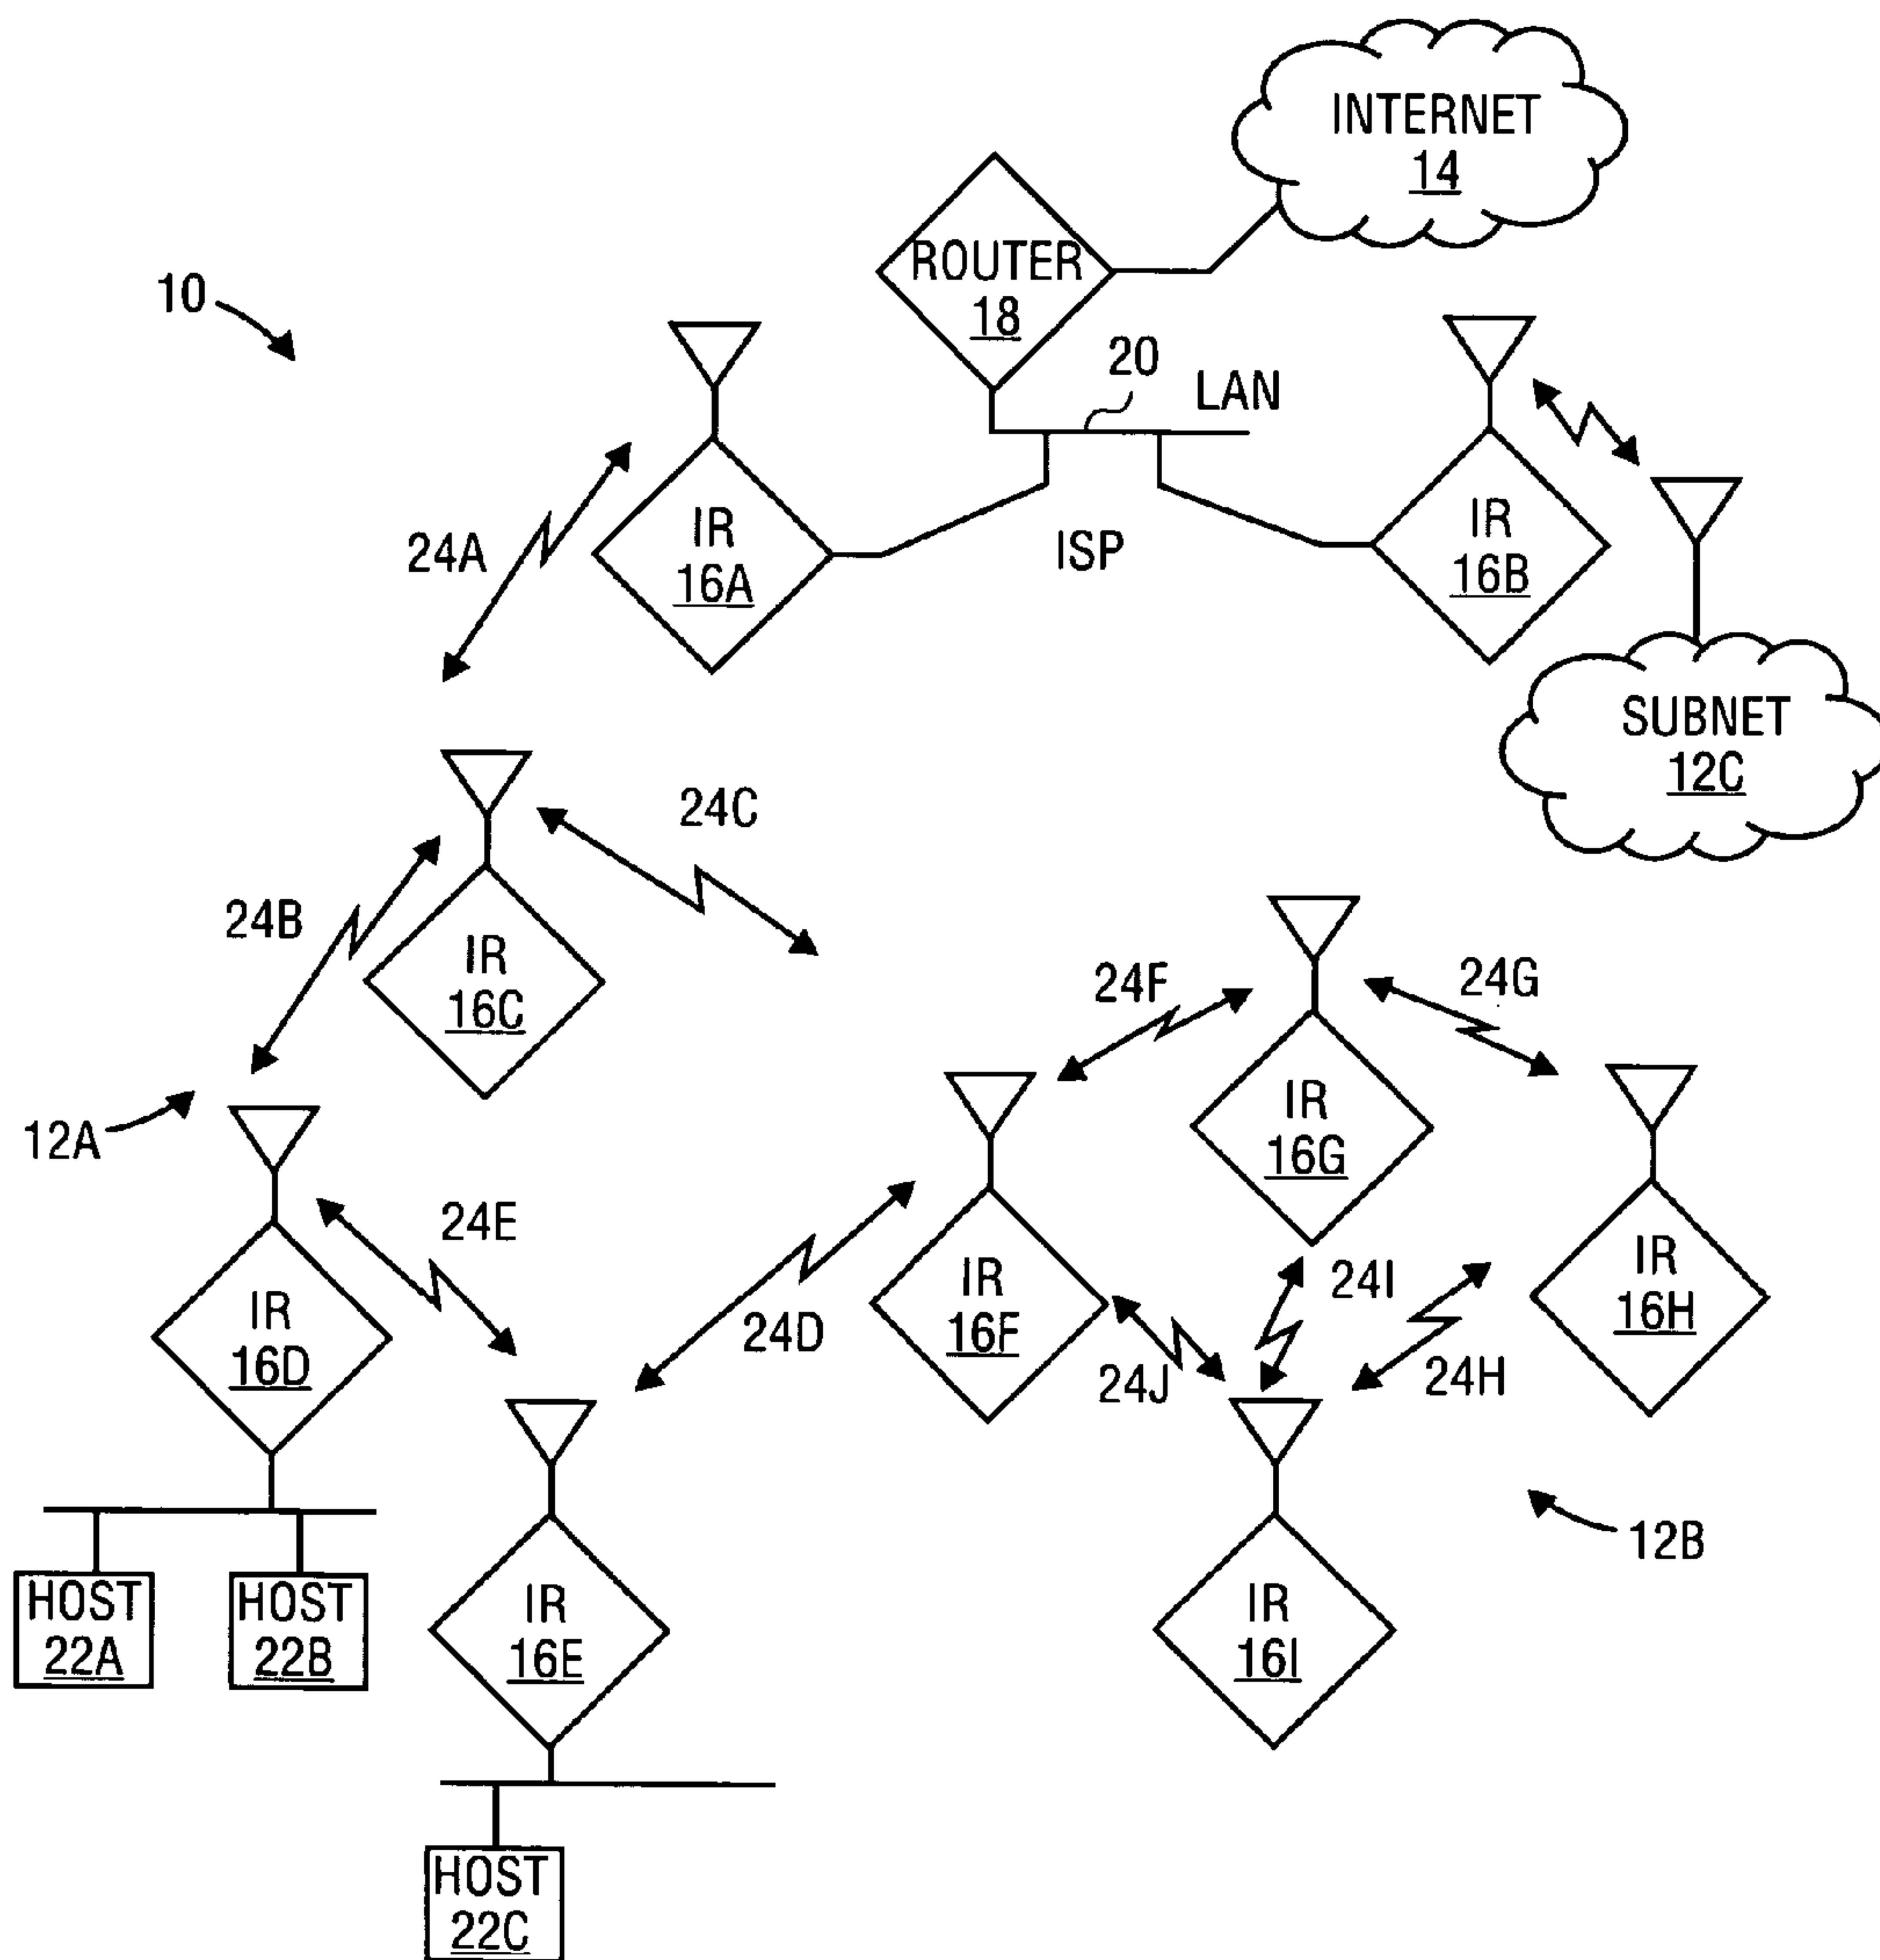 INTERNET
14
ROUTER
18
10
20
LAN
IR
16A
ISP
IR
16B
24A
SUBNET
12C
24C
24B
IR
16C
24F
24G
IR
16G
12A
24E
IR
16D
24D
IR
16F
24I
IR
16H
24J
24H
12B
HOST
22A
HOST
22B
IR
16E
IR
16I
HOST
22C